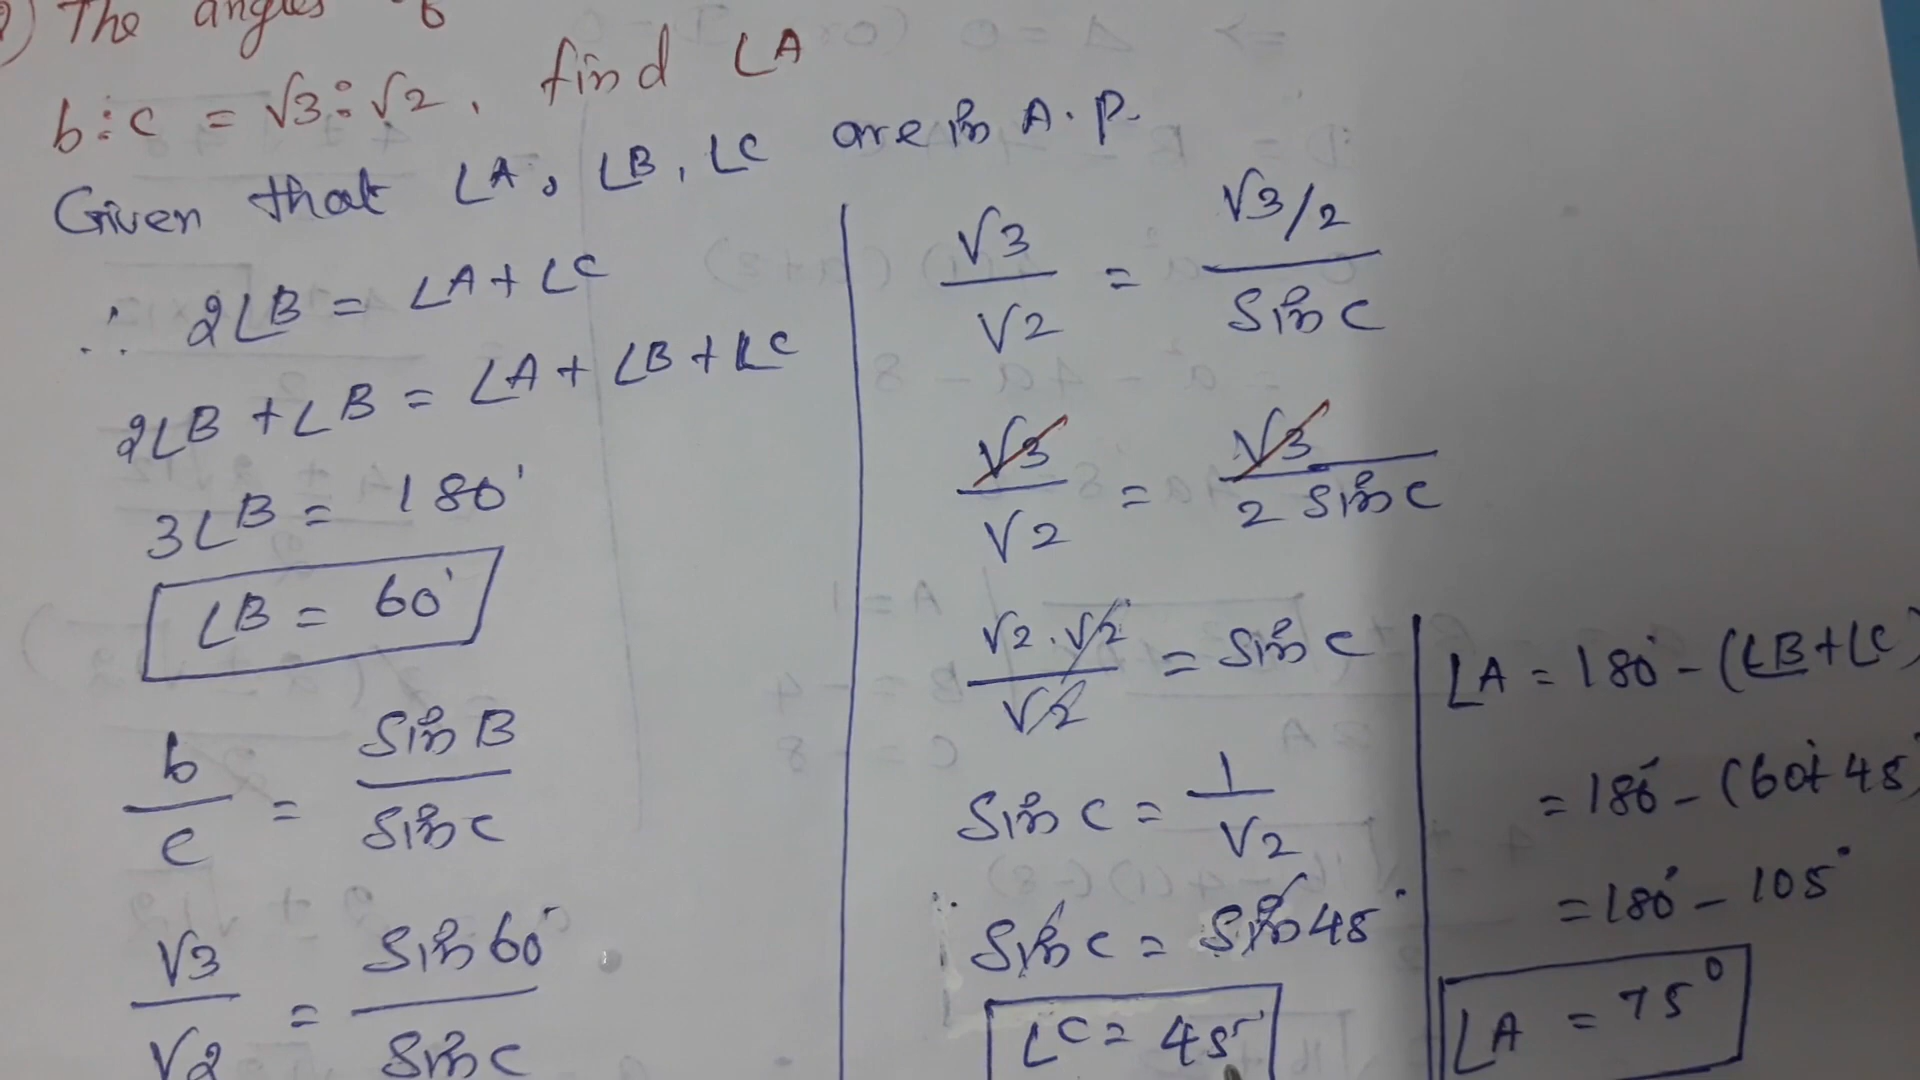 The angles of
b:c = √3:√2, find ∠A
Given that ∠A, ∠B, ∠C are in A.P.
∴ 2∠B = ∠A+∠C
2∠B+∠B = ∠A+∠B+∠C
3∠B = 180°
∠B = 60°
b/c = Sin B/Sin C
√3/√2 = Sin 60°/Sin C
√3/√2 = √3/2/Sin C
√3/√2 = √3/2 Sin C
√2.√2/√2 = Sin C
Sin C = 1/√2
Sin C = Sin 45°
∠C = 45°
∠A = 180° - (∠B+∠C)
= 180° - (60°+45
= 180° - 105°
∠A = 75°